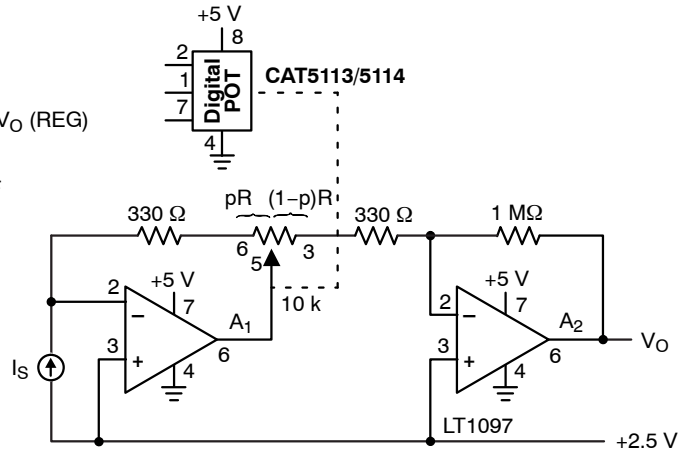 +5 V
8
2
1
7
4
Digital
POT
CAT5113/5114
VO (REG)
pR
(1−p)R
330 Ω
6
5
3
330 Ω
1 MΩ
10 k
+5 V
2
7
−
3
+
4
A1
6
IS
+5 V
2
7
−
3
+
4
A2
6
VO
LT1097
+2.5 V